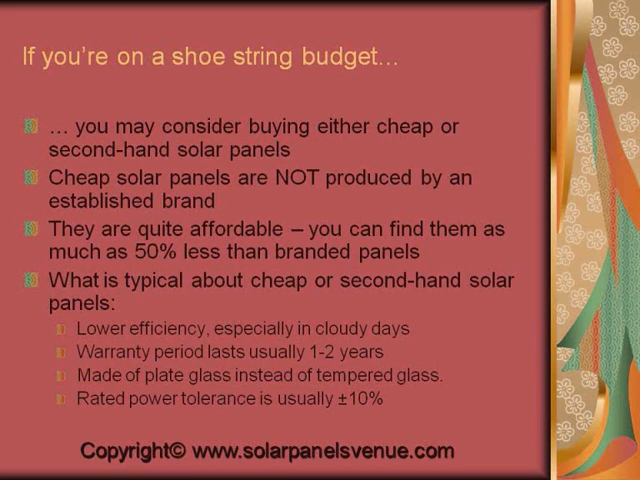 If you're on a shoe string budget…
… you may consider buying either cheap or
second-hand solar panels
Cheap solar panels are NOT produced by an
established brand
They are quite affordable – you can find them as
much as 50% less than branded panels
What is typical about cheap or second-hand solar
panels:
Lower efficiency, especially in cloudy days
Warranty period lasts usually 1-2 years
Made of plate glass instead of tempered glass.
Rated power tolerance is usually ±10%
Copyright© www.solarpanelsvenue.com